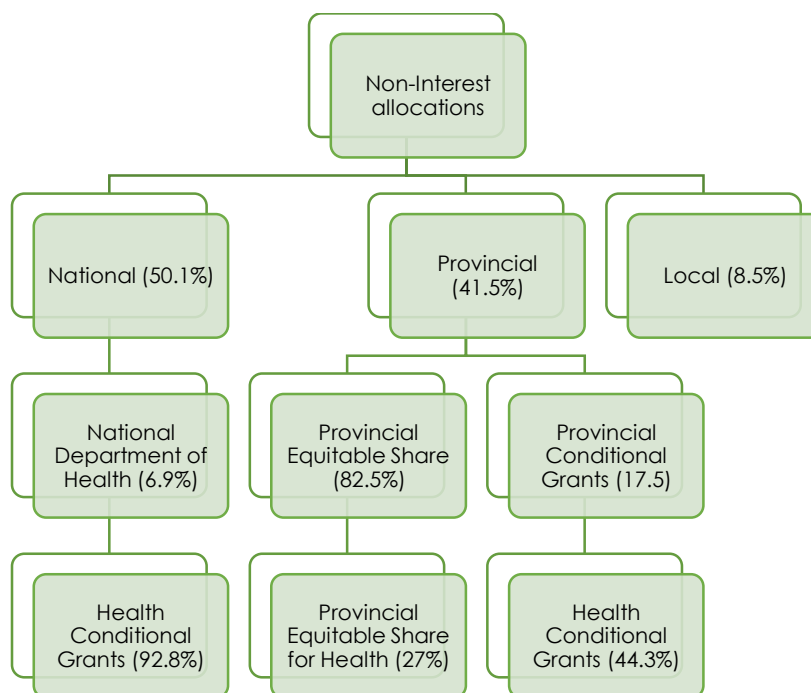 Non-Interest
allocations
National (50.1%)
Provincial
(41.5%)
Local (8.5%)
National
Department of
Health (6.9%)
Provincial
Equitable Share
(82.5%)
Provincial
Conditional
Grants (17.5)
Health
Conditional
Grants (92.8%)
Provincial
Equitable Share
for Health (27%)
Health
Conditional
Grants (44.3%)